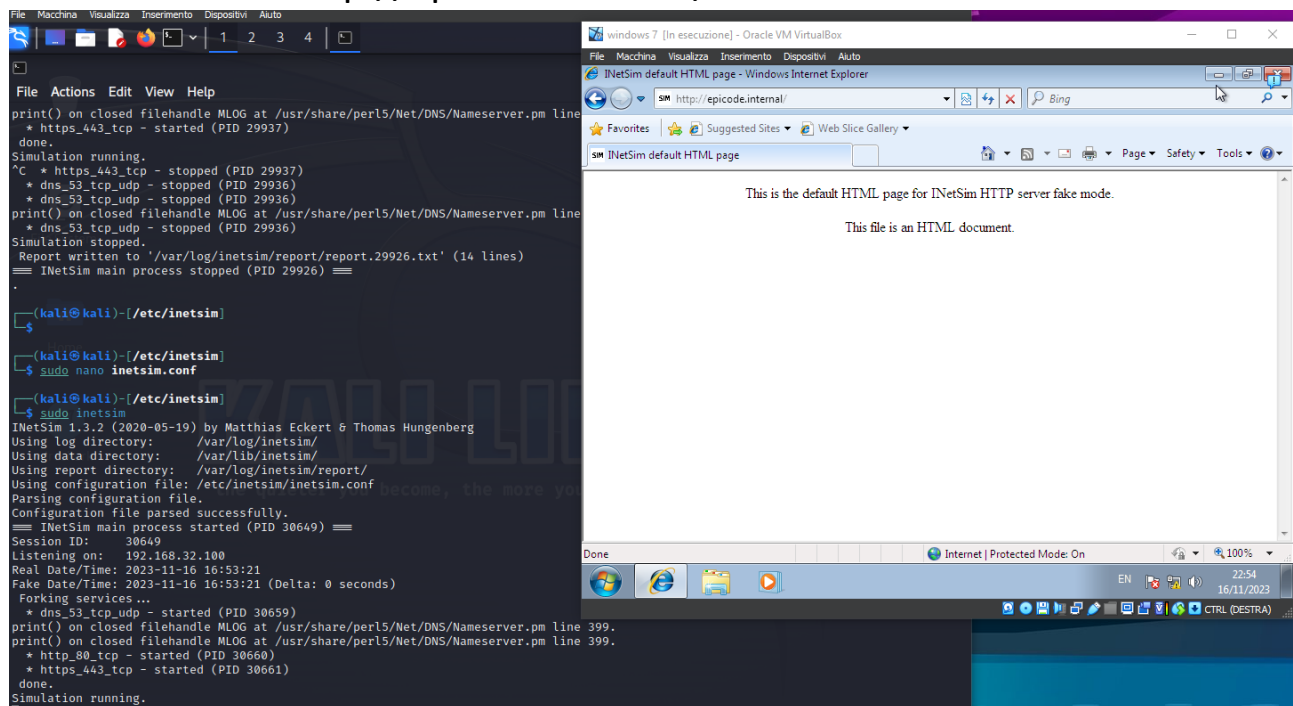 File Macchina Visualizza Inserimento Dispositivi Aiuto
1 2 3 4
File Actions Edit View Help
print() on closed filehandle MLOG at /usr/share/perl5/Net/DNS/Nameserver.pm line
* https_443_tcp - started (PID 29937)
done.
Simulation running.
^C * https_443_tcp - stopped (PID 29937)
* dns_53_tcp_udp - stopped (PID 29936)
* dns_53_tcp_udp - stopped (PID 29936)
print() on closed filehandle MLOG at /usr/share/perl5/Net/DNS/Nameserver.pm line
* dns_53_tcp_udp - stopped (PID 29936)
Simulation stopped.
Report written to '/var/log/inetsim/report/report.29926.txt' (14 lines)
=== INetSim main process stopped (PID 29926) ===
.
(kali㉿kali)-[/etc/inetsim]
$
(kali㉿kali)-[/etc/inetsim]
$ sudo nano inetsim.conf
(kali㉿kali)-[/etc/inetsim]
$ sudo inetsim
INetSim 1.3.2 (2020-05-19) by Matthias Eckert & Thomas Hungenberg
Using log directory: /var/log/inetsim/
Using data directory: /var/lib/inetsim/
Using report directory: /var/log/inetsim/report/
Using configuration file: /etc/inetsim/inetsim.conf
Parsing configuration file.
Configuration file parsed successfully.
=== INetSim main process started (PID 30649) ===
Session ID: 30649
Listening on: 192.168.32.100
Real Date/Time: 2023-11-16 16:53:21
Fake Date/Time: 2023-11-16 16:53:21 (Delta: 0 seconds)
Forking services ...
* dns_53_tcp_udp - started (PID 30659)
print() on closed filehandle MLOG at /usr/share/perl5/Net/DNS/Nameserver.pm line 399.
print() on closed filehandle MLOG at /usr/share/perl5/Net/DNS/Nameserver.pm line 399.
* http_80_tcp - started (PID 30660)
* https_443_tcp - started (PID 30661)
done.
Simulation running.
windows 7 [In esecuzione] - Oracle VM VirtualBox
File Macchina Visualizza Inserimento Dispositivi Aiuto
INetSim default HTML page - Windows Internet Explorer
SIM http://epicode.internal/ Bing
Favorites Suggested Sites Web Slice Gallery
SIM INetSim default HTML page Page Safety Tools
This is the default HTML page for INetSim HTTP server fake mode.
This file is an HTML document.
Done Internet | Protected Mode: On 100%
EN 22:54
16/11/2023
CTRL (DESTRA)